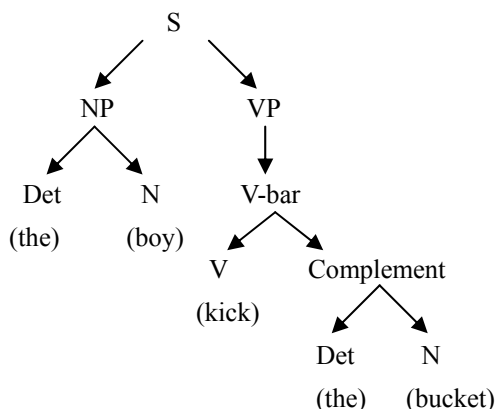 S
NP VP
Det N V-bar
(the) (boy) V Complement
(kick)
Det N
(the) (bucket)